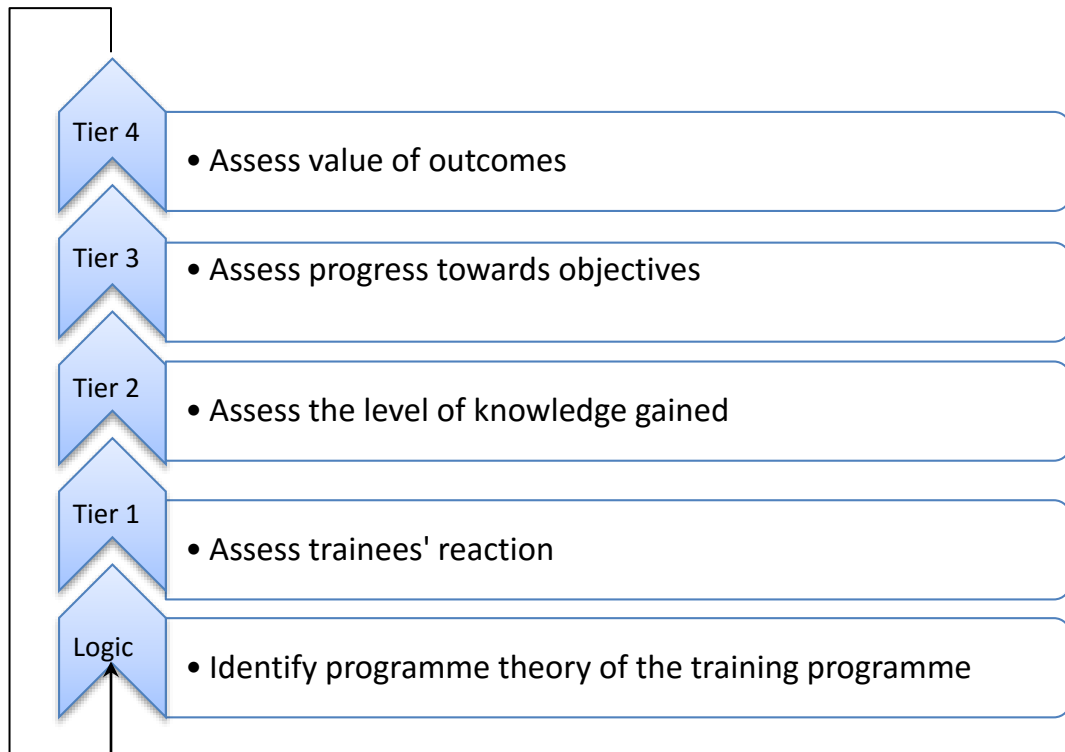 Tier 4
• Assess value of outcomes
Tier 3
• Assess progress towards objectives
Tier 2
• Assess the level of knowledge gained
Tier 1
• Assess trainees' reaction
Logic
• Identify programme theory of the training programme